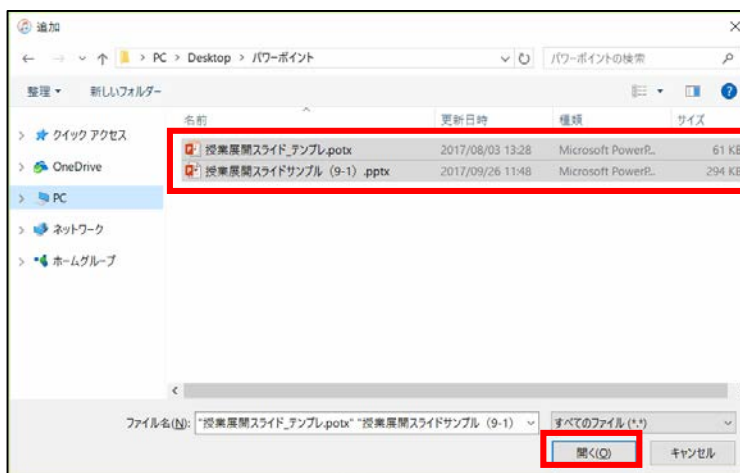 追加
PC > Desktop > パワーポイント
パワーポイントの検索
整理
新しいフォルダー
名前 更新日時 種類 サイズ
クイック アクセス
OneDrive
PC
ネットワーク
ホームグループ
授業展開スライド_テンプレ.potx 2017/08/03 13:28 Microsoft PowerP... 61 KB
授業展開スライドサンプル（9-1）.pptx 2017/09/26 11:48 Microsoft PowerP... 294 KB
ファイル名(N): "授業展開スライド_テンプレ.potx" "授業展開スライドサンプル（9-1） すべてのファイル (*.*)
開く(O) キャンセル